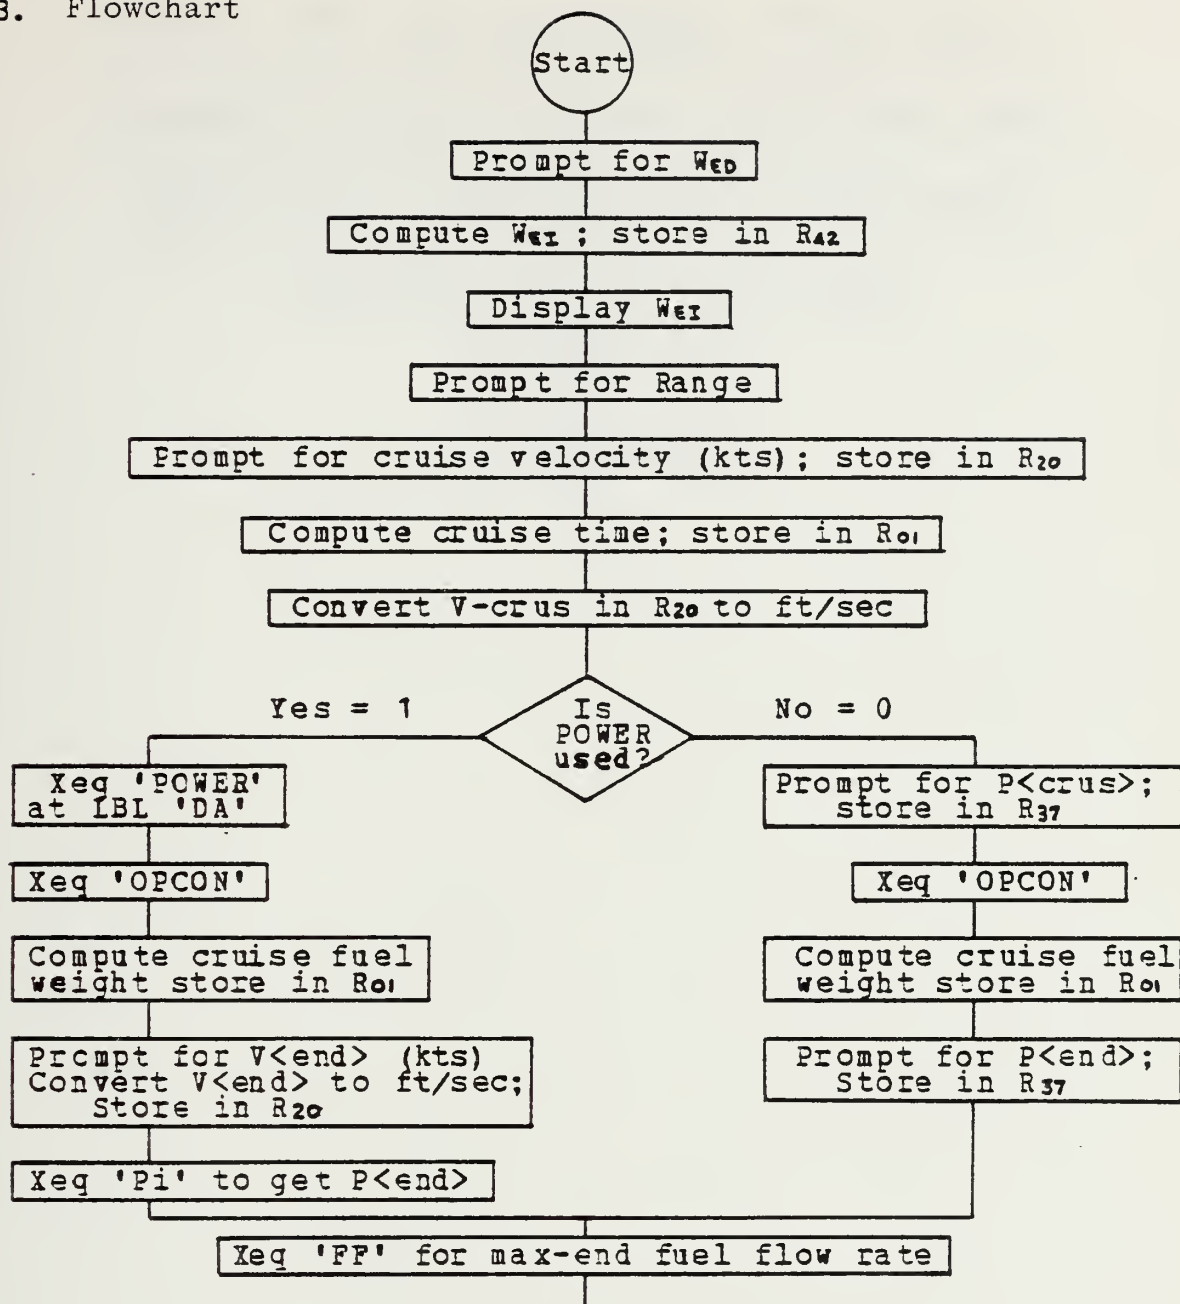 3. Flowchart
Start
Prompt for WED
Compute WEI ; store in R42
Display WEI
Prompt for Range
Prompt for cruise velocity (kts); store in R20
Compute cruise time; store in R01
Convert V-crus in R20 to ft/sec
Yes = 1
Is
POWER
used?
No = 0
Xeq 'POWER'
at LBL 'DA'
Xeq 'OPCON'
Compute cruise fuel
weight store in R01
Prompt for V<end> (kts)
Convert V<end> to ft/sec;
Store in R20
Xeq 'Pi' to get P<end>
Prompt for P<crus>;
store in R37
Xeq 'OPCON'
Compute cruise fuel
weight store in R01
Prompt for P<end>;
Store in R37
Xeq 'FF' for max-end fuel flow rate